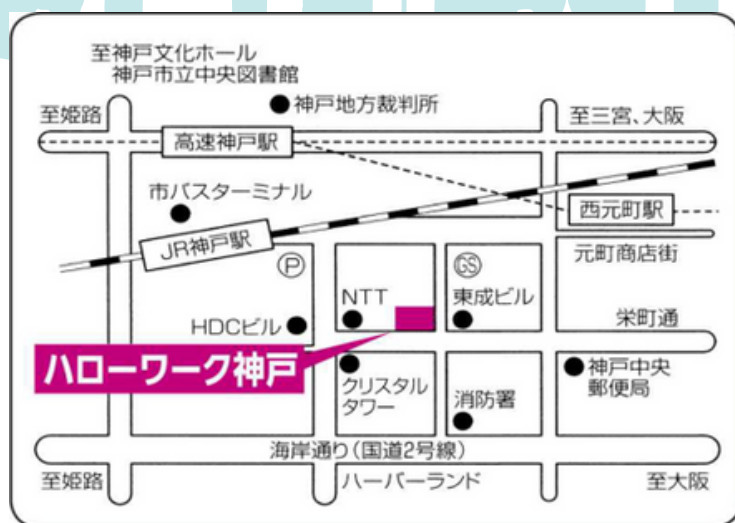 至神戸文化ホール
神戸市立中央図書館
至姫路
神戸地方裁判所
至三宮、大阪
高速神戸駅
市バスターミナル
西元町駅
JR神戸駅
元町商店街
P
GS
NTT
東成ビル
栄町通
HDCビル
ハローワーク神戸
クリスタル
タワー
消防署
神戸中央
郵便局
海岸通り(国道2号線)
至姫路
ハーバーランド
至大阪